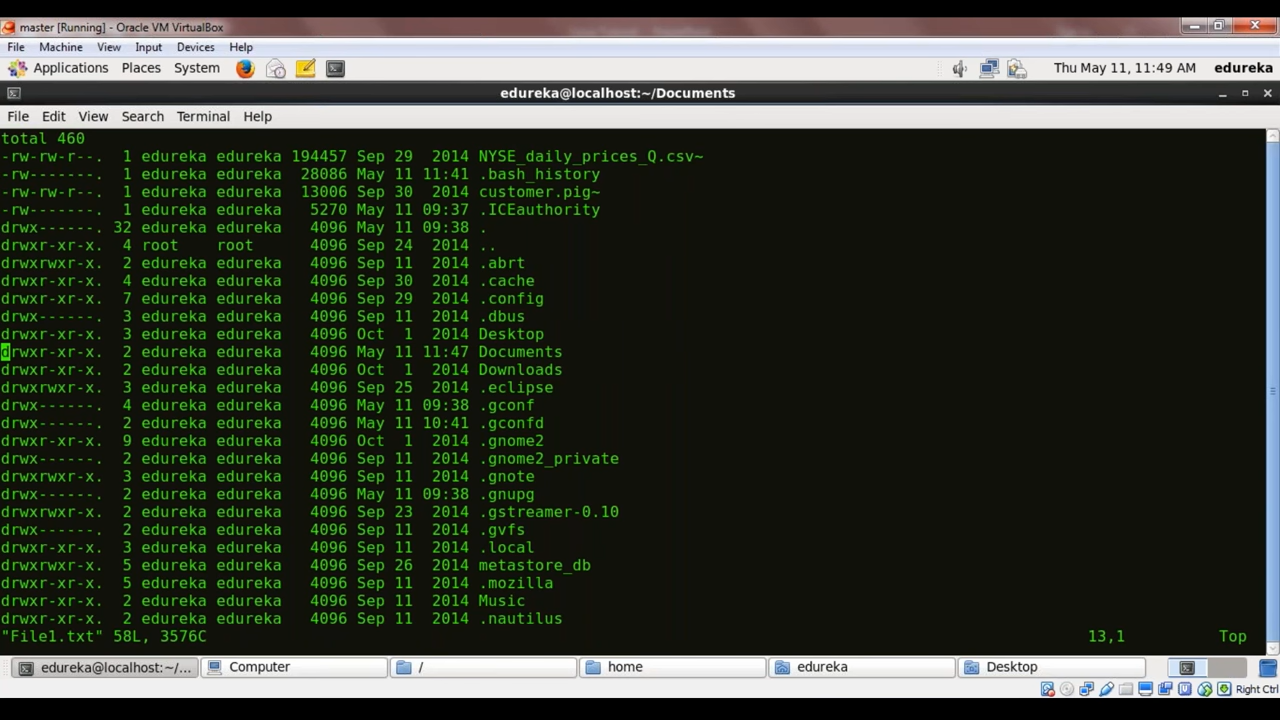 master [Running] - Oracle VM VirtualBox
File Machine View Input Devices Help
Applications Places System Thu May 11, 11:49 AM edureka
edureka@localhost:~/Documents
File Edit View Search Terminal Help
total 460
-rw-rw-r--. 1 edureka edureka 194457 Sep 29 2014 NYSE_daily_prices_Q.csv~
-rw-------. 1 edureka edureka 28086 May 11 11:41 .bash_history
-rw-rw-r--. 1 edureka edureka 13006 Sep 30 2014 customer.pig~
-rw-------. 1 edureka edureka 5270 May 11 09:37 .ICEauthority
drwx------. 32 edureka edureka 4096 May 11 09:38 .
drwxr-xr-x. 4 root root 4096 Sep 24 2014 ..
drwxrwxr-x. 2 edureka edureka 4096 Sep 11 2014 .abrt
drwxr-xr-x. 4 edureka edureka 4096 Sep 30 2014 .cache
drwxr-xr-x. 7 edureka edureka 4096 Sep 29 2014 .config
drwx------. 3 edureka edureka 4096 Sep 11 2014 .dbus
drwxr-xr-x. 3 edureka edureka 4096 Oct 1 2014 Desktop
drwxr-xr-x. 2 edureka edureka 4096 May 11 11:47 Documents
drwxr-xr-x. 2 edureka edureka 4096 Oct 1 2014 Downloads
drwxrwxr-x. 3 edureka edureka 4096 Sep 25 2014 .eclipse
drwx------. 4 edureka edureka 4096 May 11 09:38 .gconf
drwx------. 2 edureka edureka 4096 May 11 10:41 .gconfd
drwxr-xr-x. 9 edureka edureka 4096 Oct 1 2014 .gnome2
drwx------. 2 edureka edureka 4096 Sep 11 2014 .gnome2_private
drwxrwxr-x. 3 edureka edureka 4096 Sep 11 2014 .gnote
drwx------. 2 edureka edureka 4096 May 11 09:38 .gnupg
drwxrwxr-x. 2 edureka edureka 4096 Sep 23 2014 .gstreamer-0.10
drwx------. 2 edureka edureka 4096 Sep 11 2014 .gvfs
drwxr-xr-x. 3 edureka edureka 4096 Sep 11 2014 .local
drwxrwxr-x. 5 edureka edureka 4096 Sep 26 2014 metastore_db
drwxr-xr-x. 5 edureka edureka 4096 Sep 11 2014 .mozilla
drwxr-xr-x. 2 edureka edureka 4096 Sep 11 2014 Music
drwxr-xr-x. 2 edureka edureka 4096 Sep 11 2014 .nautilus
"File1.txt" 58L, 3576C 13,1 Top
edureka@localhost:~/... Computer / home edureka Desktop
Right Ctrl